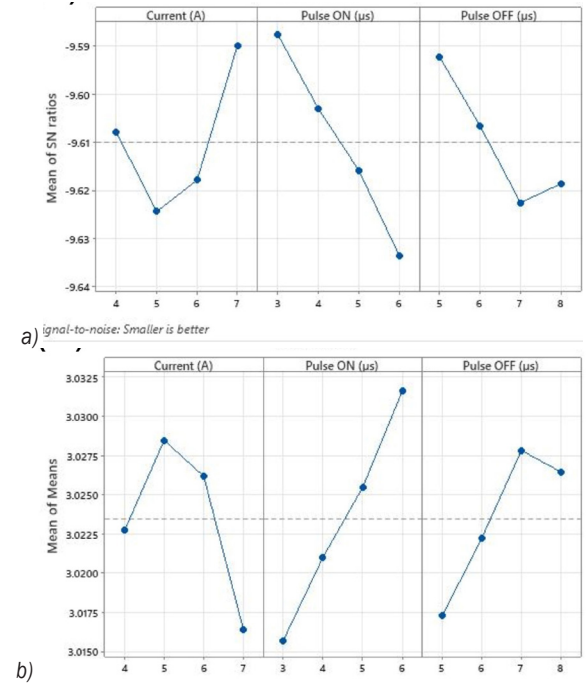 Current (A) Pulse ON (µs) Pulse OFF (µs)
Mean of SN ratios
-9.59
-9.60
-9.61
-9.62
-9.63
-9.64
4 5 6 7 3 4 5 6 5 6 7 8
a) ignal-to-noise: Smaller is better
Current (A) Pulse ON (µs) Pulse OFF (µs)
Mean of Means
3.0325
3.0300
3.0275
3.0250
3.0225
3.0200
3.0175
3.0150
4 5 6 7 3 4 5 6 5 6 7 8
b)